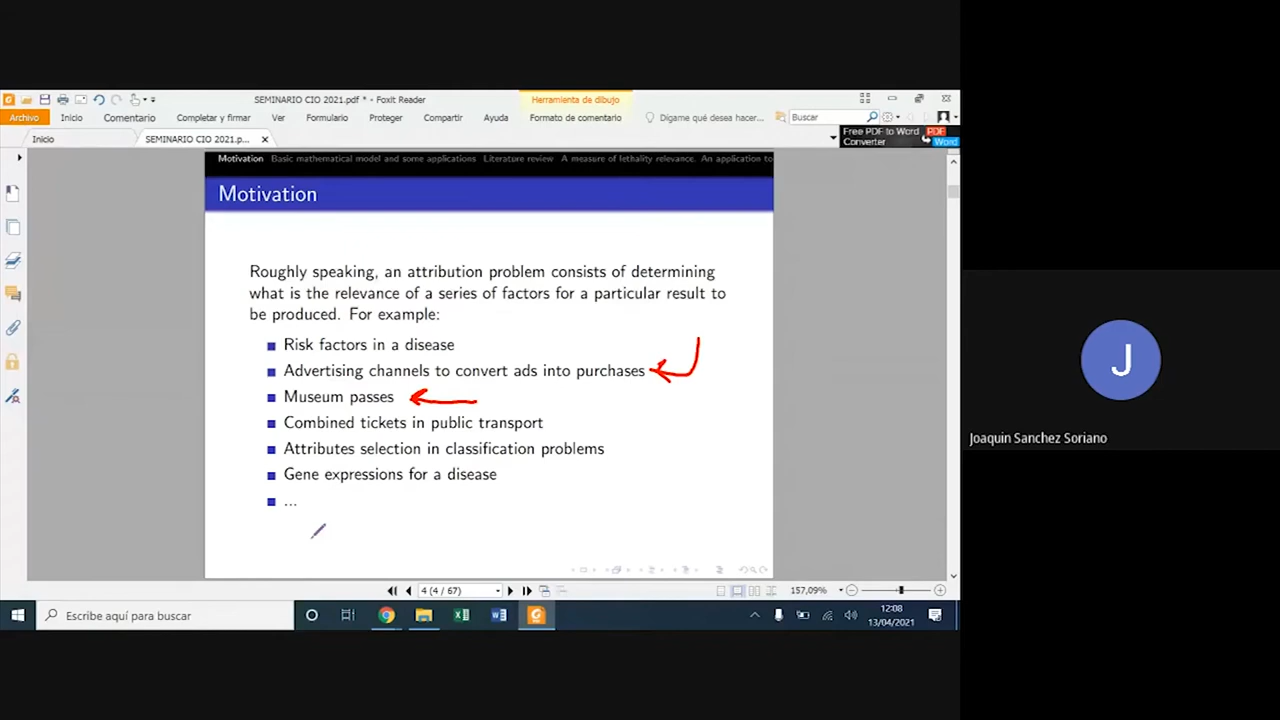 SEMINARIO CIO 2021.pdf * - Foxit Reader
Herramienta de dibujo
Archivo Inicio Comentario Completar y firmar Ver Formulario Proteger Compartir Ayuda Formato de comentario Dígame qué desea hacer... Buscar
Inicio SEMINARIO CIO 2021.pdf... Free PDF to Word Converter PDF Word
Motivation Basic mathematical model and some applications Literature review A measure of lethality relevance. An application to
Motivation
Roughly speaking, an attribution problem consists of determining
what is the relevance of a series of factors for a particular result to
be produced. For example:
Risk factors in a disease
Advertising channels to convert ads into purchases
Museum passes
Combined tickets in public transport
Attributes selection in classification problems
Gene expressions for a disease
...
4 (4 / 67) 157,09%
Escribe aquí para buscar
12:08
13/04/2021
J
Joaquin Sanchez Soriano